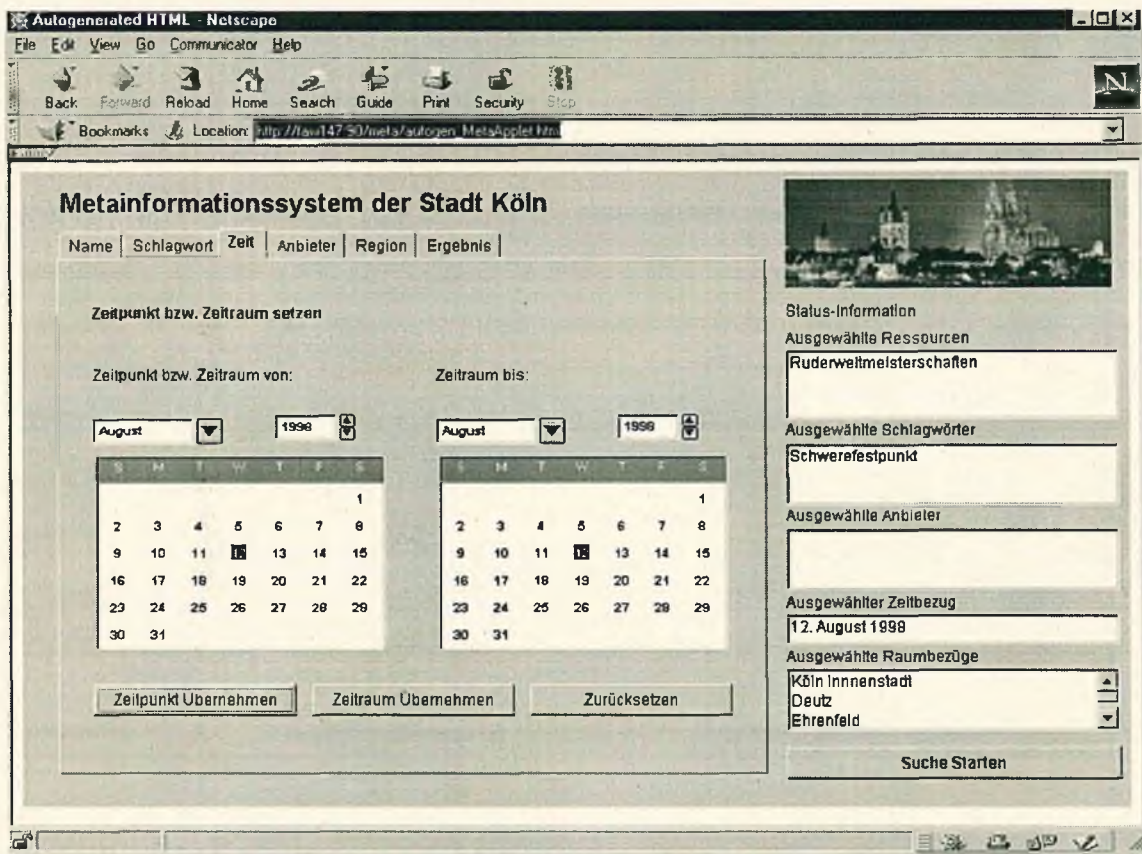 Autogenerated HTML - Netscape
File Edit View Go Communicator Help
Back Forward Reload Home Search Guide Print Security Stop
Bookmarks Location:
Metainformationssystem der Stadt Köln
Name Schlagwort Zeit Anbieter Region Ergebnis
Zeitpunkt bzw. Zeitraum setzen
Zeitpunkt bzw. Zeitraum von: Zeitraum bis:
August 1998 August 1998
S M T W T F S S M T W T F S
1 1
2 3 4 5 6 7 8 2 3 4 5 6 7 8
9 10 11 12 13 14 15 9 10 11 12 13 14 15
16 17 18 19 20 21 22 16 17 18 19 20 21 22
23 24 25 26 27 28 29 23 24 25 26 27 28 29
30 31 30 31
Zeitpunkt Übernehmen Zeitraum Übernehmen Zurücksetzen
Status-Information
Ausgewählte Ressourcen
Ruderweltmeisterschaften
Ausgewählte Schlagwörter
Schwerefestpunkt
Ausgewählte Anbieter
Ausgewählter Zeitbezug
12. August 1998
Ausgewählte Raumbezüge
Köln Innnenstadt
Deutz
Ehrenfeld
Suche Starten